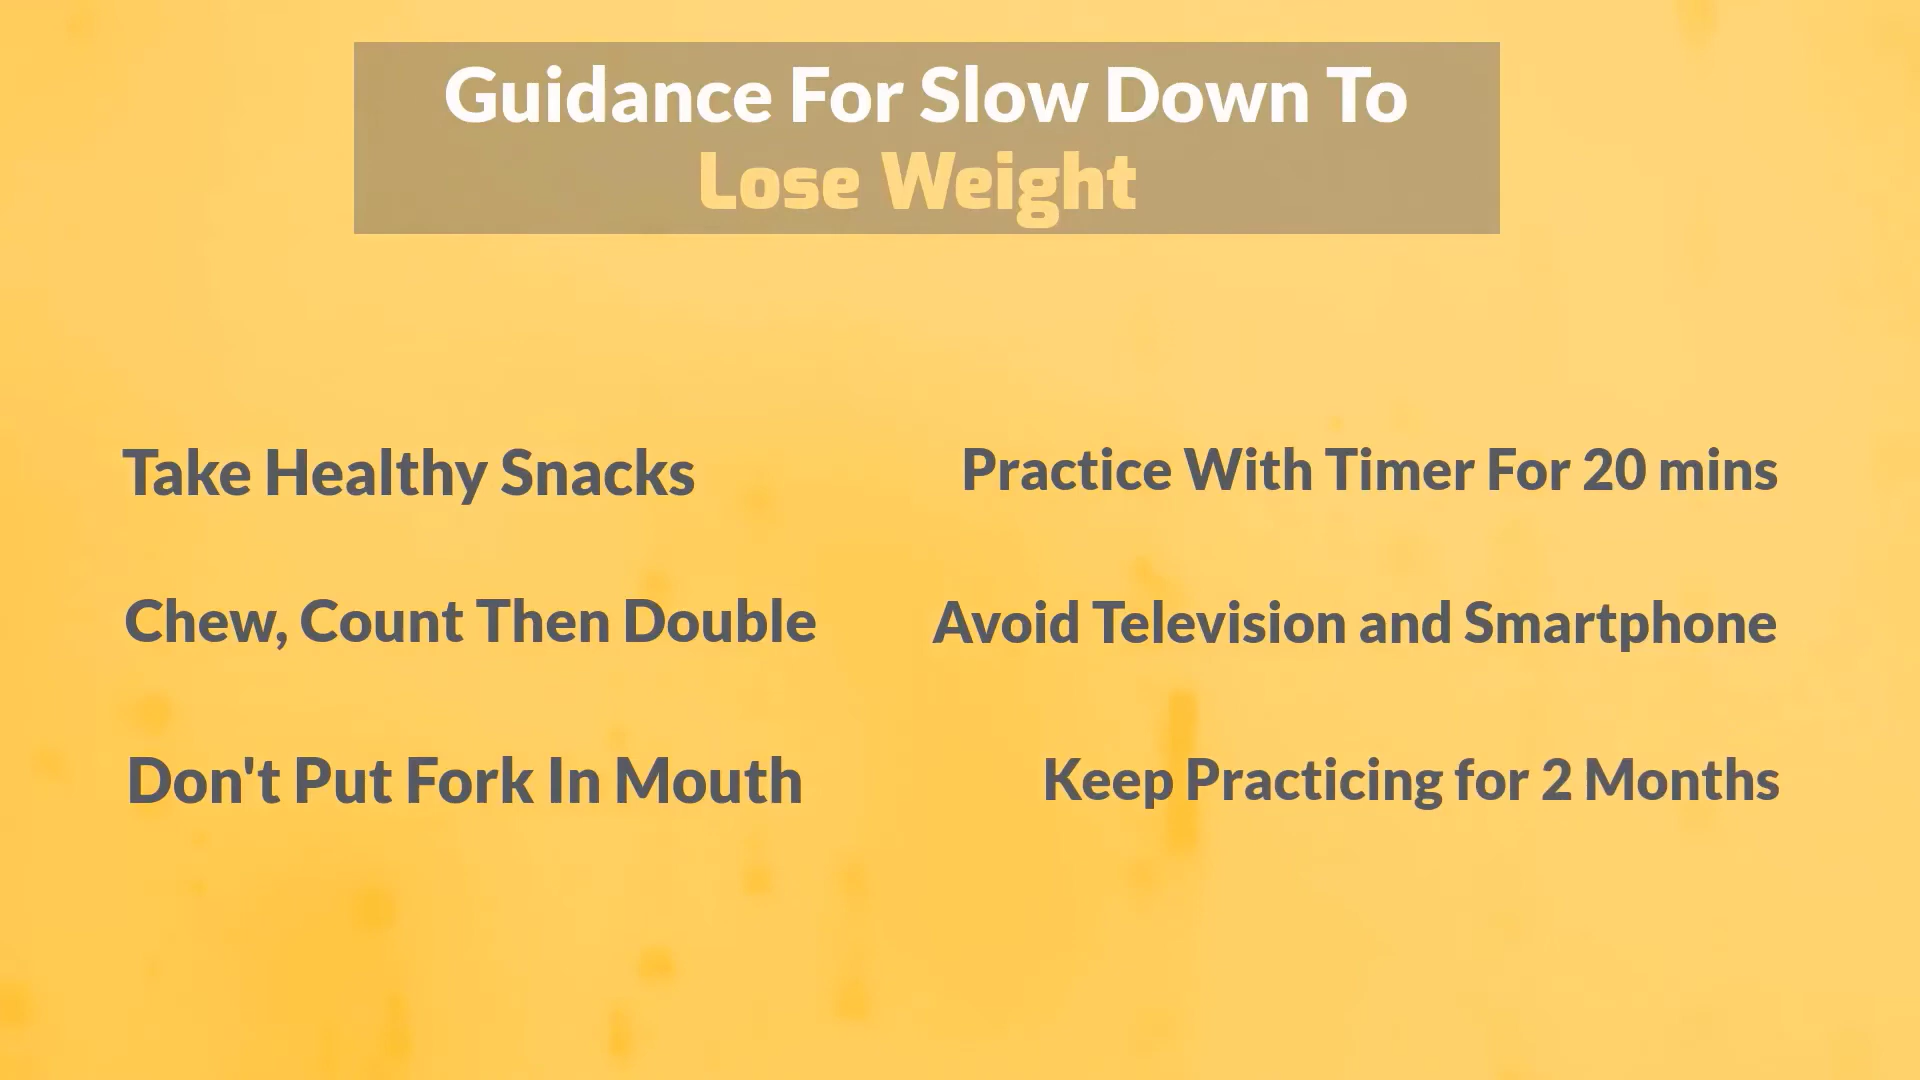 Guidance For Slow Down To
Lose Weight
Take Healthy Snacks
Chew, Count Then Double
Don't Put Fork In Mouth
Practice With Timer For 20 mins
Avoid Television and Smartphone
Keep Practicing for 2 Months